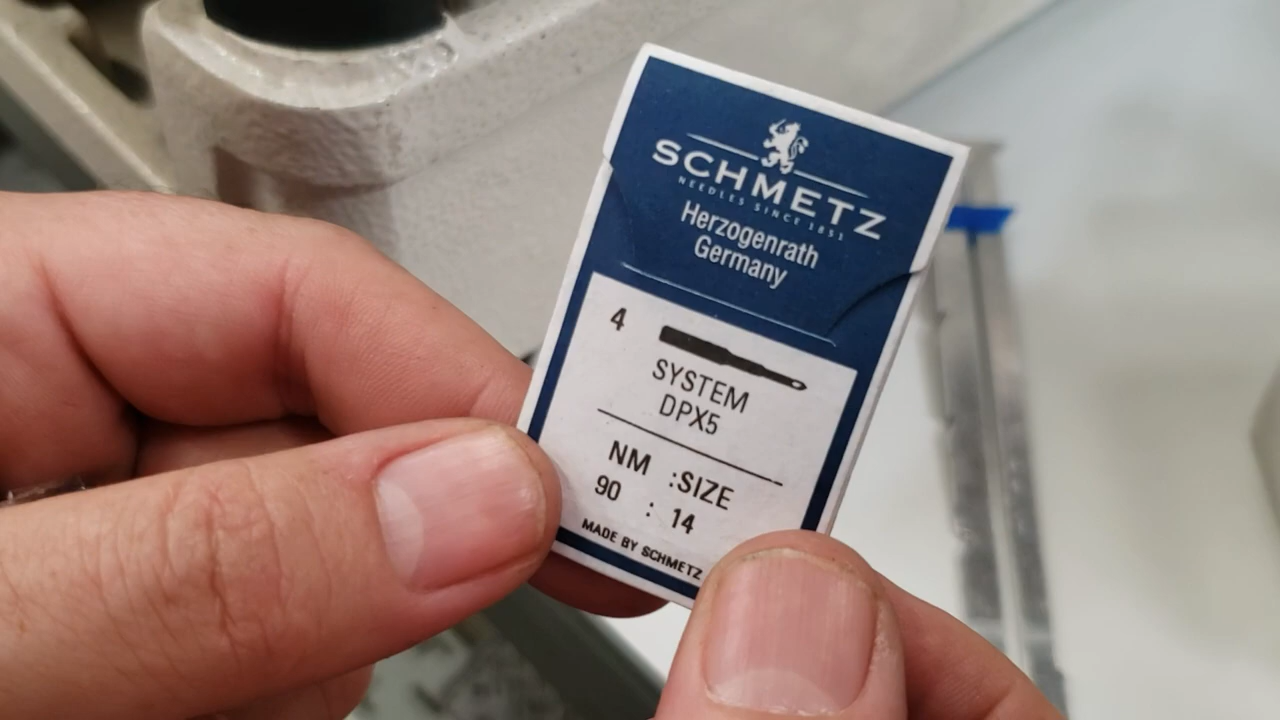 SCHMETZ
NEEDLES SINCE 1851
Herzogenrath
Germany
4
SYSTEM
DPX5
NM :SIZE
90 : 14
MADE BY SCHMETZ